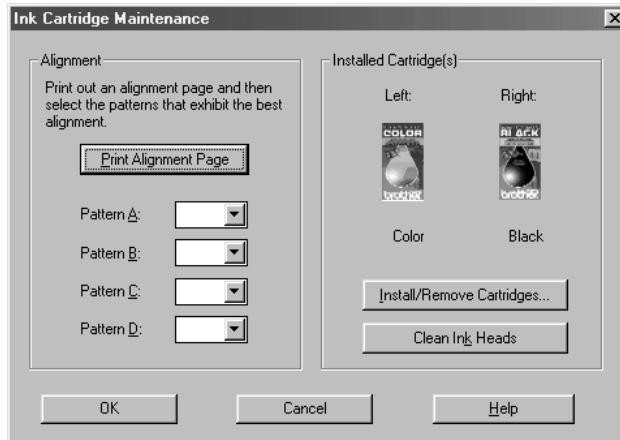 Ink Cartridge Maintenance
Alignment
Print out an alignment page and then
select the patterns that exhibit the best
alignment.
Print Alignment Page
Pattern A:
Pattern B:
Pattern C:
Pattern D:
Installed Cartridge(s)
Left:
Right:
COLOR
BLACK
brother
brother
Color
Black
Install/Remove Cartridges...
Clean Ink Heads
OK
Cancel
Help